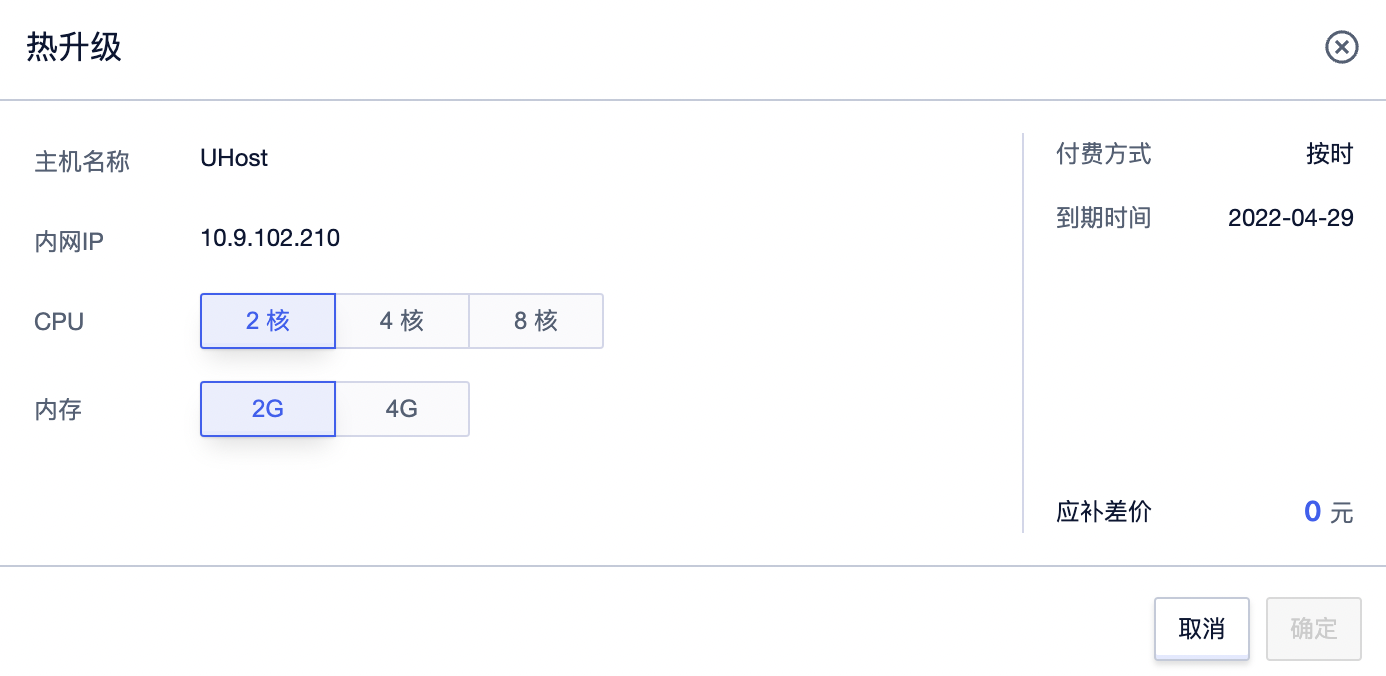 热升级
主机名称 UHost
内网IP 10.9.102.210
CPU 2 核 4 核 8 核
内存 2G 4G
付费方式 按时
到期时间 2022-04-29
应补差价 0 元
取消 确定